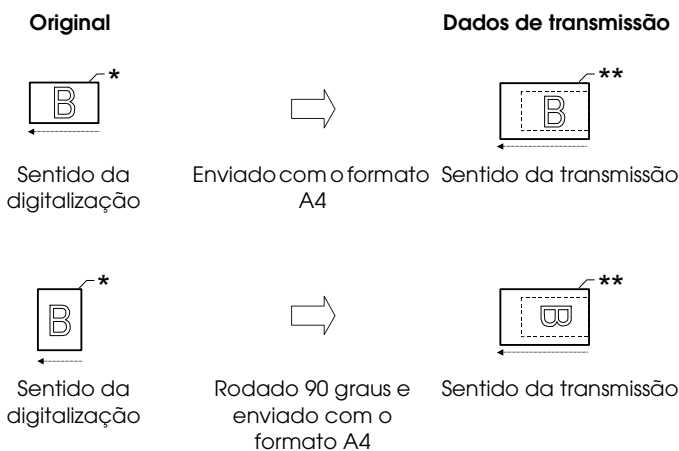 Original
Dados de transmissão
B
*
B
**
Sentido da
digitalização
Enviado com o formato
A4
Sentido da transmissão
B
*
B
**
Sentido da
digitalização
Rodado 90 graus e
enviado com o
formato A4
Sentido da transmissão